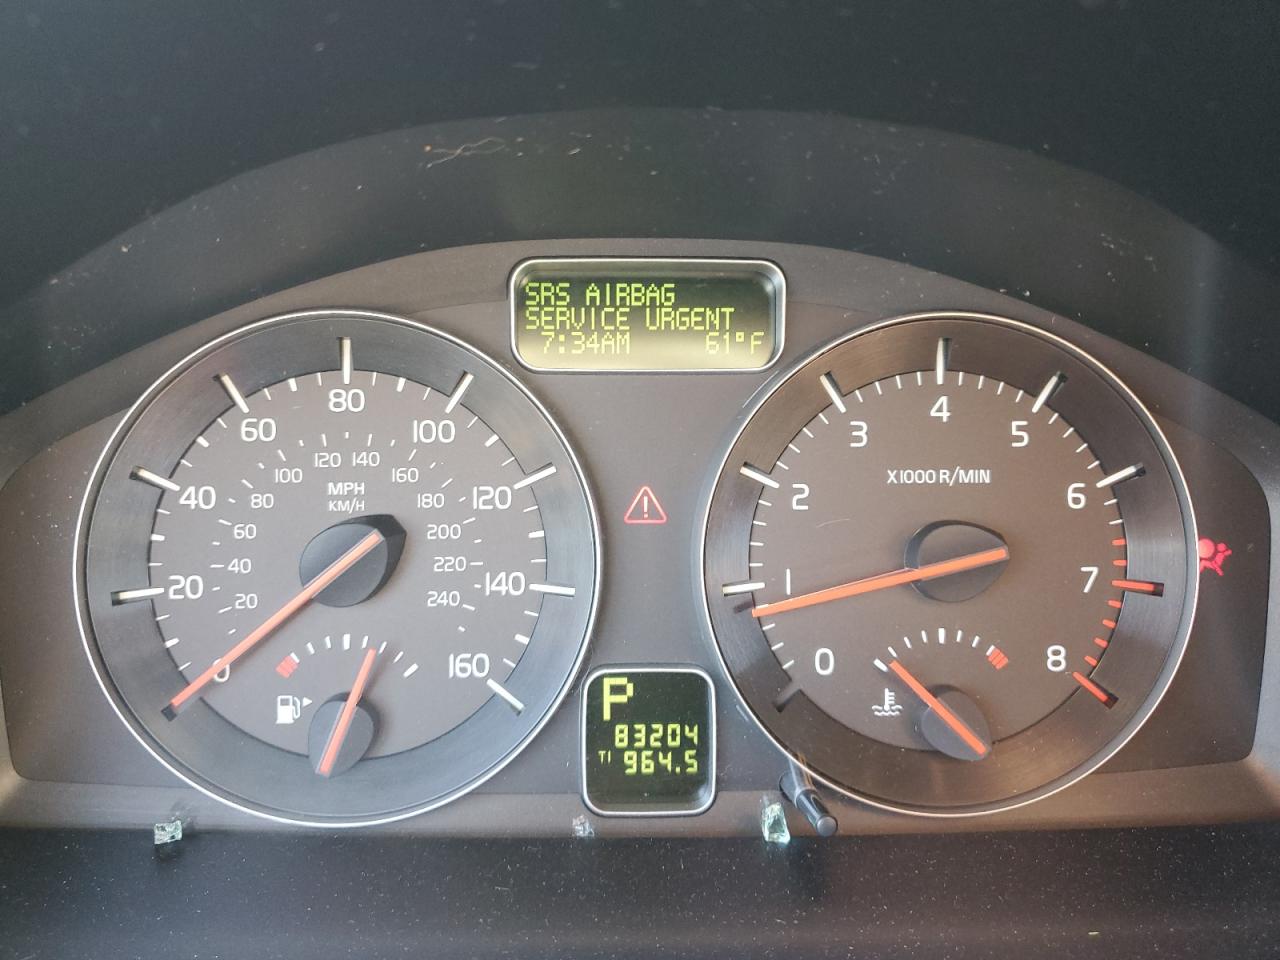 SRS AIRBAG
SERVICE URGENT
7:34AM 61°F
0 20 40 60 80 100 120 140 160
20 40 60 80 100 120 140 160 180 200 220 240
MPH
KM/H
0 1 2 3 4 5 6 7 8
X1000 R/MIN
P
83204
T1 964.5